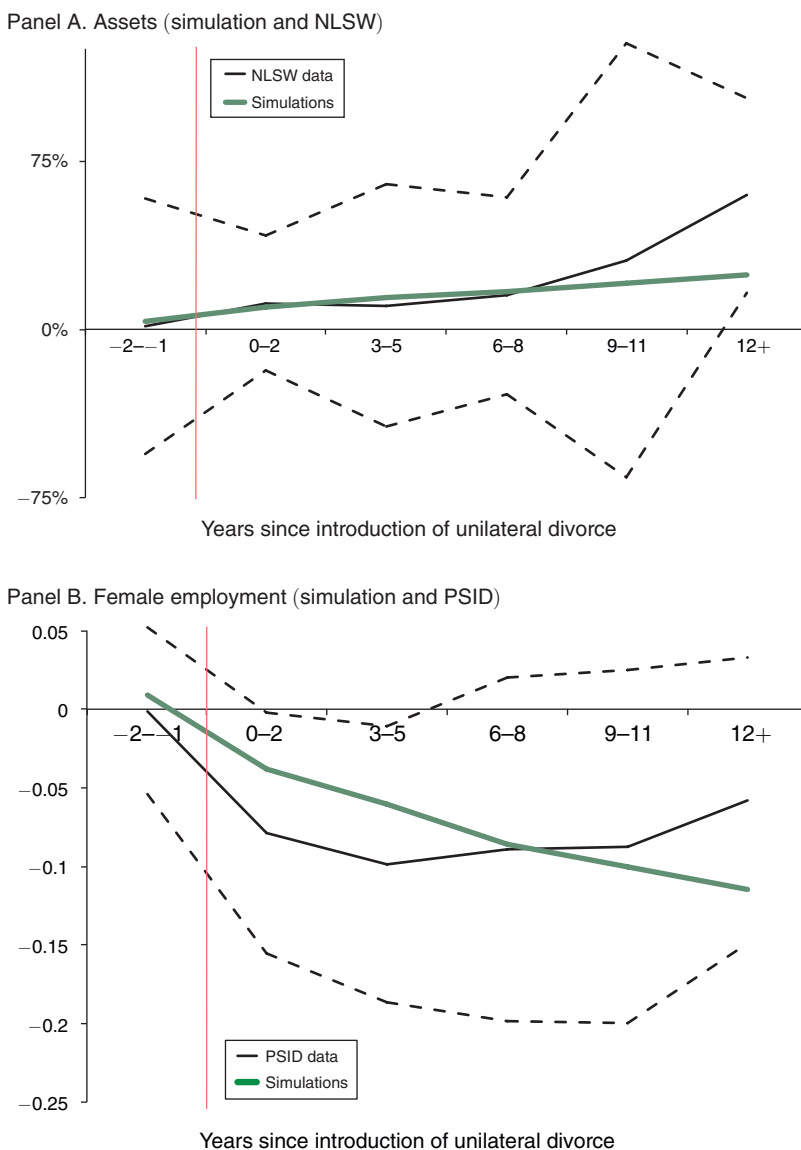 Panel A. Assets (simulation and NLSW)
NLSW data
Simulations
75%
0%
−2–−1
0–2
3–5
6–8
9–11
12+
−75%
Years since introduction of unilateral divorce
Panel B. Female employment (simulation and PSID)
0.05
0
−2–−1
0–2
3–5
6–8
9–11
12+
−0.05
−0.1
−0.15
−0.2
PSID data
Simulations
−0.25
Years since introduction of unilateral divorce